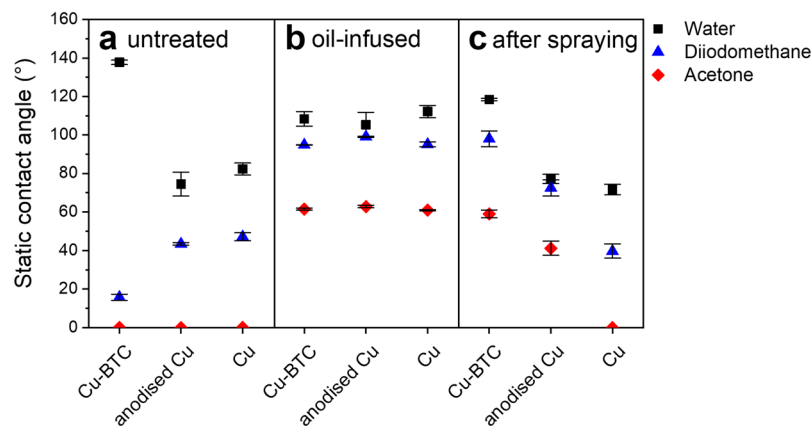 160
140
120
100
80
60
40
20
0
Static contact angle (°)
a untreated
b oil-infused
c after spraying
Water
Diiodomethane
Acetone
Cu-BTC
anodised Cu
Cu
Cu-BTC
anodised Cu
Cu
Cu-BTC
anodised Cu
Cu